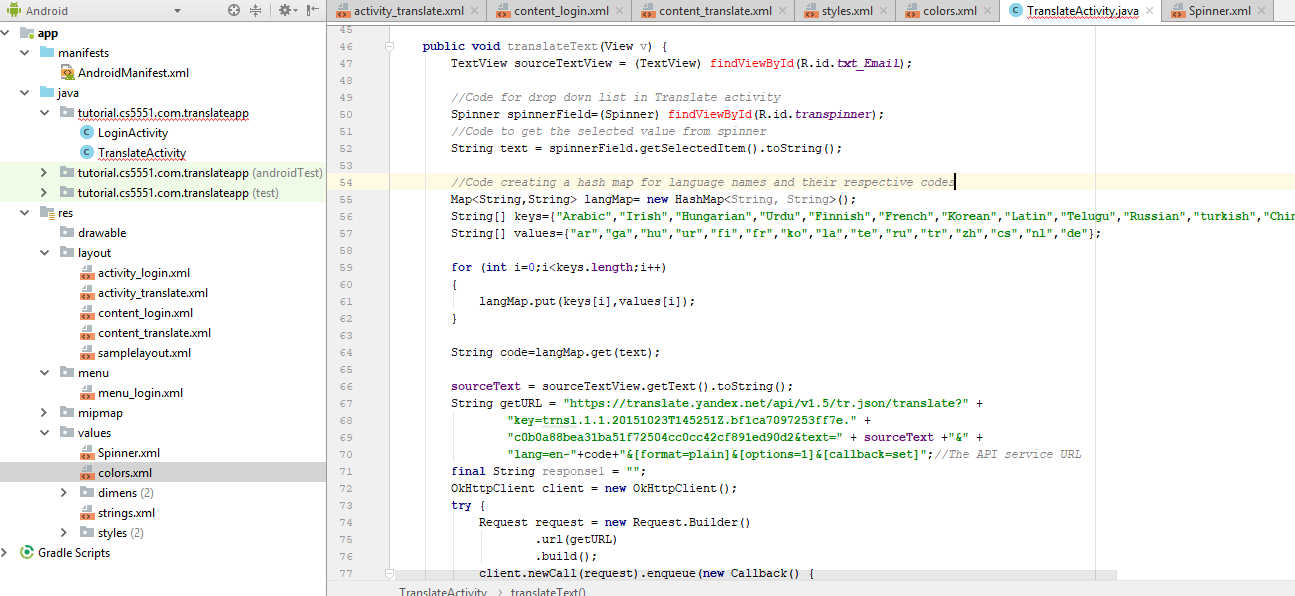 Android
activity_translate.xml
content_login.xml
content_translate.xml
styles.xml
colors.xml
TranslateActivity.java
Spinner.xml
app
manifests
AndroidManifest.xml
java
tutorial.cs5551.com.translateapp
LoginActivity
TranslateActivity
tutorial.cs5551.com.translateapp (androidTest)
tutorial.cs5551.com.translateapp (test)
res
drawable
layout
activity_login.xml
activity_translate.xml
content_login.xml
content_translate.xml
samplelayout.xml
menu
menu_login.xml
mipmap
values
Spinner.xml
colors.xml
dimens (2)
strings.xml
styles (2)
Gradle Scripts
45
46 public void translateText(View v) {
47 TextView sourceTextView = (TextView) findViewById(R.id.txt_Email);
48
49 //Code for drop down list in Translate activity
50 Spinner spinnerField=(Spinner) findViewById(R.id.transpinner);
51 //Code to get the selected value from spinner
52 String text = spinnerField.getSelectedItem().toString();
53
54 //Code creating a hash map for language names and their respective codes
55 Map<String,String> langMap= new HashMap<String, String>();
56 String[] keys={"Arabic","Irish","Hungarian","Urdu","Finnish","French","Korean","Latin","Telugu","Russian","turkish","Chin
57 String[] values={"ar","ga","hu","ur","fi","fr","ko","la","te","ru","tr","zh","cs","nl","de"};
58
59 for (int i=0;i<keys.length;i++)
60 {
61 langMap.put(keys[i],values[i]);
62 }
63
64 String code=langMap.get(text);
65
66 sourceText = sourceTextView.getText().toString();
67 String getURL = "https://translate.yandex.net/api/v1.5/tr.json/translate?" +
68 "key=trnsl.1.1.20151023T145251Z.bf1ca7097253ff7e." +
69 "c0b0a88bea31ba51f72504cc0cc42cf891ed90d2&text=" + sourceText +"&" +
70 "lang=en-"+code+"&[format=plain]&[options=1]&[callback=set]";//The API service URL
71 final String response1 = "";
72 OkHttpClient client = new OkHttpClient();
73 try {
74 Request request = new Request.Builder()
75 .url(getURL)
76 .build();
77 client.newCall(request).enqueue(new Callback() {
TranslateActivity > translateText()